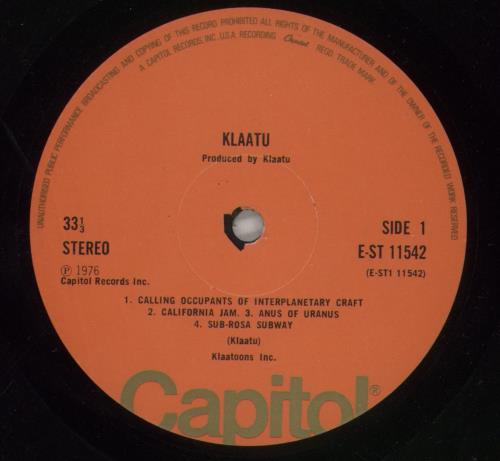 UNAUTHORISED PUBLIC PERFORMANCE BROADCASTING AND COPYING OF THIS RECORD PROHIBITED ALL RIGHTS OF THE MANUFACTURER AND OF THE OWNER OF THE RECORDED WORK RESERVED
A CAPITOL RECORDS, INC., U.S.A. RECORDING Capitol REGD. TRADE MARK
KLAATU
Produced by Klaatu
33⅓
STEREO
Ⓟ 1976
Capitol Records Inc.
SIDE 1
E-ST 11542
(E-ST1 11542)
1. CALLING OCCUPANTS OF INTERPLANETARY CRAFT
2. CALIFORNIA JAM. 3. ANUS OF URANUS
4. SUB-ROSA SUBWAY
(Klaatu)
Klaatoons Inc.
Capitol®